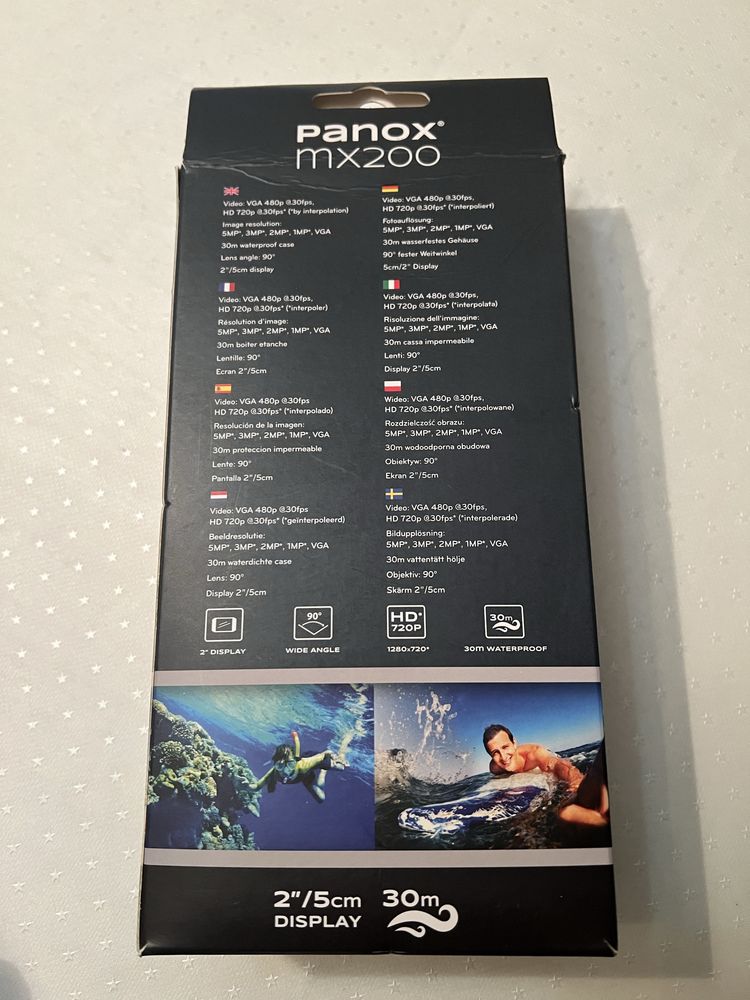 Panox®
mx200
Video: VGA 480p @30fps,
HD 720p @30fps* (*by interpolation)
Image resolution:
5MP*, 3MP*, 2MP*, 1MP*, VGA
30m waterproof case
Lens angle: 90°
2"/5cm display
Video: VGA 480p @30fps,
HD 720p @30fps* (*interpoliert)
Fotoauflösung:
5MP*, 3MP*, 2MP*, 1MP*, VGA
30m wasserfestes Gehäuse
90° fester Weitwinkel
5cm/2" Display
Video: VGA 480p @30fps,
HD 720p @30fps* (*interpoler)
Résolution d'image:
5MP*, 3MP*, 2MP*, 1MP*, VGA
30m boiter etanche
Lentille: 90°
Ecran 2"/5cm
Video: VGA 480p @30fps,
HD 720p @30fps* (*interpolata)
Risoluzione dell'immagine:
5MP*, 3MP*, 2MP*, 1MP*, VGA
30m cassa impermeabile
Lenti: 90°
Display 2"/5cm
Video: VGA 480p @30fps
HD 720p @30fps* (*interpolado)
Resolución de la imagen:
5MP*, 3MP*, 2MP*, 1MP*, VGA
30m proteccion impermeable
Lente: 90°
Pantalla 2"/5cm
Wideo: VGA 480p @30fps,
HD 720p @30fps* (*interpolowane)
Rozdzielczość obrazu:
5MP*, 3MP*, 2MP*, 1MP*, VGA
30m wodoodporna obudowa
Obiektyw: 90°
Ekran 2"/5cm
Video: VGA 480p @30fps
HD 720p @30fps* (*geïnterpoleerd)
Beeldresolutie:
5MP*, 3MP*, 2MP*, 1MP*, VGA
30m waterdichte case
Lens: 90°
Display 2"/5cm
Video: VGA 480p @30fps,
HD 720p @30fps* (*interpolerade)
Bildupplösning:
5MP*, 3MP*, 2MP*, 1MP*, VGA
30m vattentätt hölje
Objektiv: 90°
Skärm 2"/5cm
2" DISPLAY
90°
WIDE ANGLE
HD*
720P
1280x720*
30m
30m WATERPROOF
2"/5cm
DISPLAY
30m